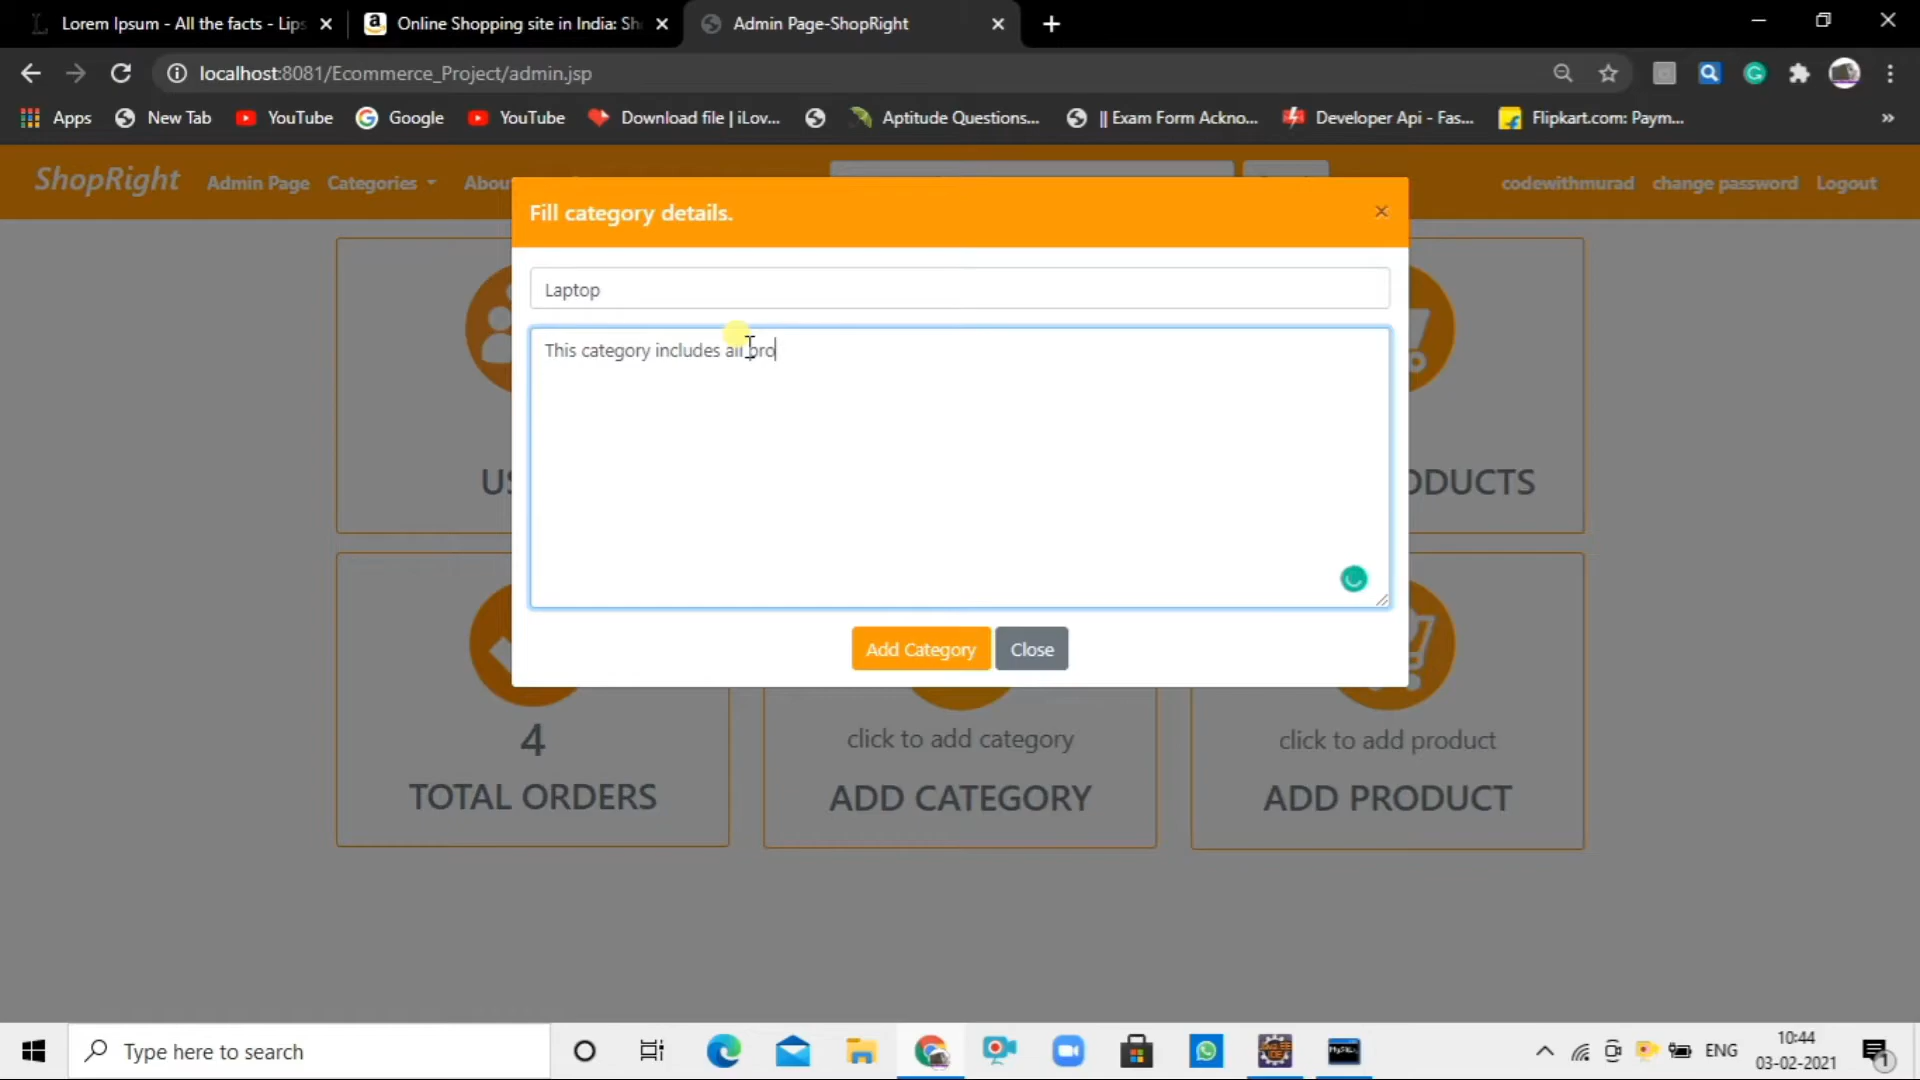 Lorem Ipsum - All the facts - Lips
Online Shopping site in India: Sh
Admin Page-ShopRight
localhost:8081/Ecommerce_Project/admin.jsp
Apps
New Tab
YouTube
Google
YouTube
Download file | iLov...
Aptitude Questions...
|| Exam Form Ackno...
Developer Api - Fas...
Flipkart.com: Paym...
ShopRight
Admin Page
Categories
Abou
codewithmurad
change password
Logout
Fill category details.
Laptop
This category includes all pro
Add Category
Close
US
ODUCTS
4
TOTAL ORDERS
click to add category
ADD CATEGORY
click to add product
ADD PRODUCT
Type here to search
ENG
10:44
03-02-2021
1